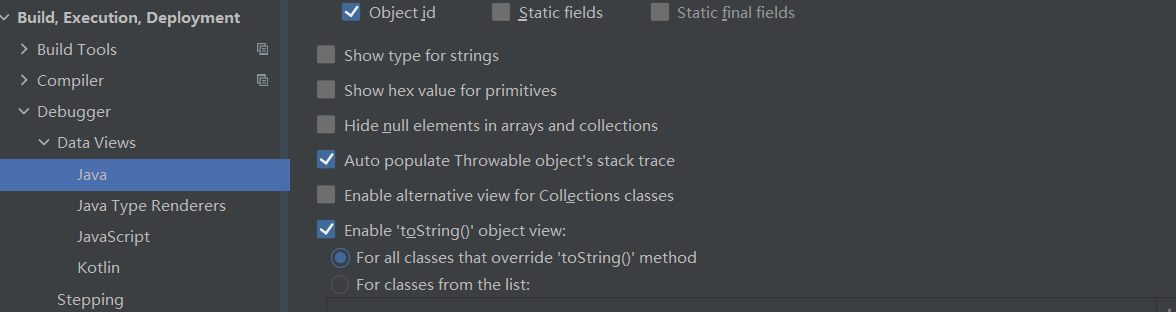 Build, Execution, Deployment
Build Tools
Compiler
Debugger
Data Views
Java
Java Type Renderers
JavaScript
Kotlin
Stepping
Object id Static fields Static final fields
Show type for strings
Show hex value for primitives
Hide null elements in arrays and collections
Auto populate Throwable object's stack trace
Enable alternative view for Collections classes
Enable 'toString()' object view:
For all classes that override 'toString()' method
For classes from the list: